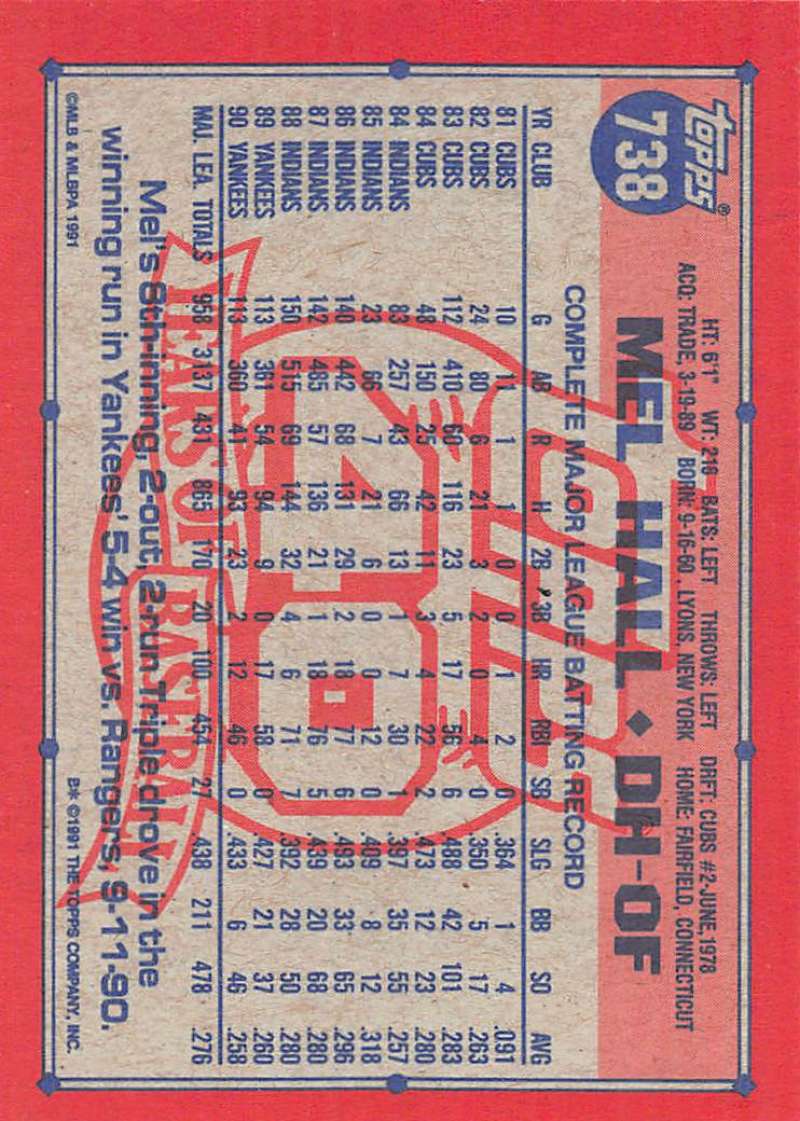 TOPPS®
738
HT: 6'1" WT: 216 BATS: LEFT THROWS: LEFT DRFT: CUBS #2-JUNE, 1978
ACQ: TRADE, 3-19-89 BORN: 9-16-60, LYONS, NEW YORK HOME: FAIRFIELD, CONNECTICUT
MEL HALL ♦ DH-OF
COMPLETE MAJOR LEAGUE BATTING RECORD
YR CLUB G AB R H 2B 3B HR RBI SB SLG BB SO AVG
81 CUBS 10 11 1 1 0 0 1 2 0 .364 1 4 .091
82 CUBS 24 80 6 21 3 2 0 4 0 .350 5 17 .263
83 CUBS 112 410 60 116 23 5 17 56 6 .488 42 101 .283
84 CUBS 48 150 25 42 11 3 4 22 2 .473 12 23 .280
84 INDIANS 83 257 43 66 13 1 7 30 1 .397 35 55 .257
85 INDIANS 23 66 7 21 6 0 0 12 0 .409 8 12 .318
86 INDIANS 140 442 68 131 29 2 18 77 6 .493 33 65 .296
87 INDIANS 142 485 57 136 21 1 18 76 5 .439 20 68 .280
88 INDIANS 150 515 69 144 32 4 6 71 7 .392 28 50 .280
89 YANKEES 113 361 54 94 9 0 17 58 0 .427 21 37 .260
90 YANKEES 113 360 41 93 23 2 12 46 0 .433 6 46 .258
MAJ. LEA. TOTALS 958 3,137 431 865 170 20 100 454 27 .438 211 478 .276
40
YEARS OF BASEBALL
Mel's 8th-inning, 2-out, 2-run Triple drove in the
winning run in Yankees' 5-4 win vs. Rangers, 9-11-90.
©MLB & MLBPA 1991
B* ©1991 THE TOPPS COMPANY, INC.